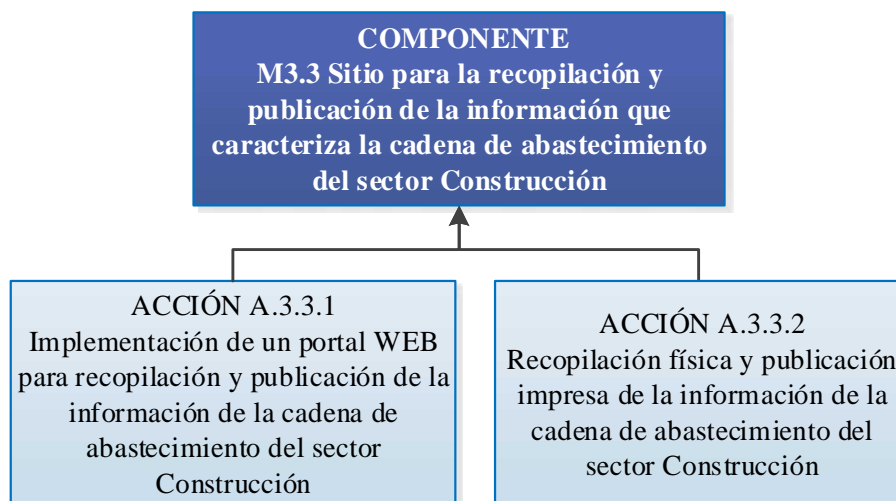 COMPONENTE
M3.3 Sitio para la recopilación y
publicación de la información que
caracteriza la cadena de abastecimiento
del sector Construcción
ACCIÓN A.3.3.1
Implementación de un portal WEB
para recopilación y publicación de la
información de la cadena de
abastecimiento del sector
Construcción
ACCIÓN A.3.3.2
Recopilación física y publicación
impresa de la información de la
cadena de abastecimiento del
sector Construcción